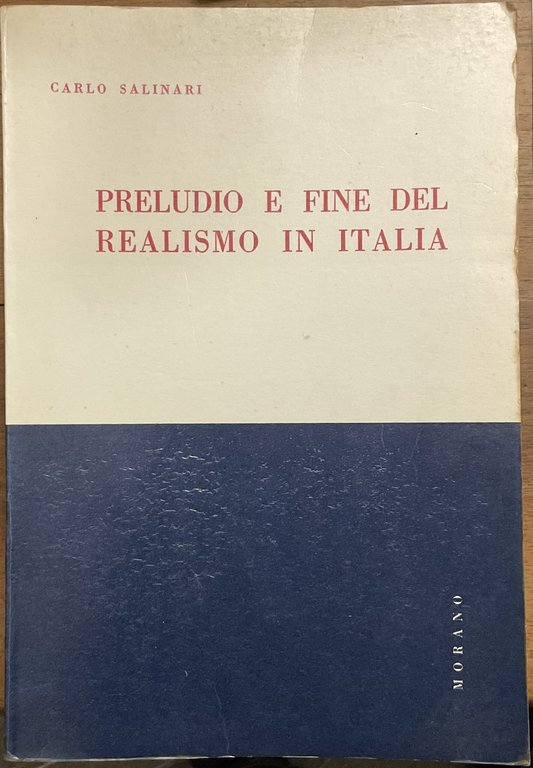 CARLO SALINARI
PRELUDIO E FINE DEL
REALISMO IN ITALIA
MORANO